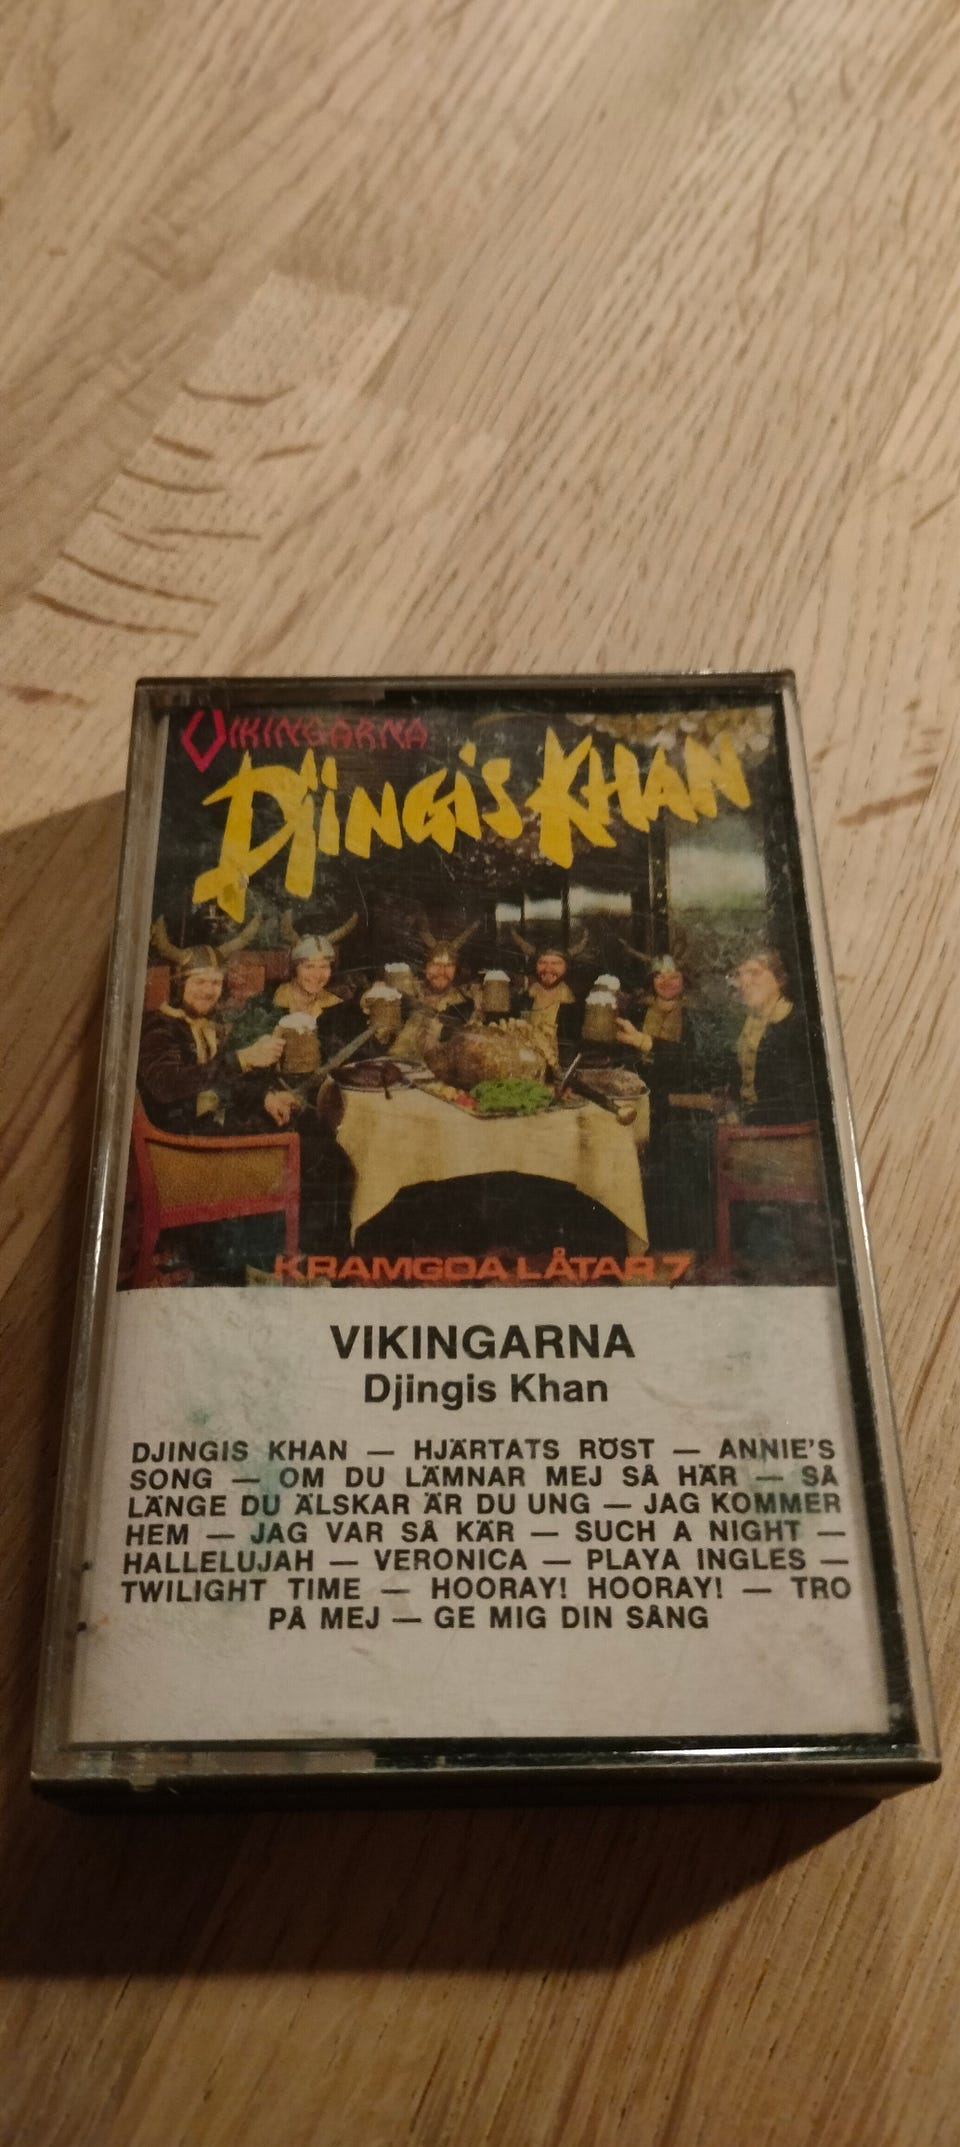 VIKINGARNA
DJINGIS KHAN
KRAMGOA LÅTAR 7
VIKINGARNA
Djingis Khan
DJINGIS KHAN — HJÄRTATS RÖST — ANNIE'S
SONG — OM DU LÄMNAR MEJ SÅ HÄR — SÅ
LÄNGE DU ÄLSKAR ÄR DU UNG — JAG KOMMER
HEM — JAG VAR SÅ KÄR — SUCH A NIGHT —
HALLELUJAH — VERONICA — PLAYA INGLES —
TWILIGHT TIME — HOORAY! HOORAY! — TRO
PÅ MEJ — GE MIG DIN SÅNG